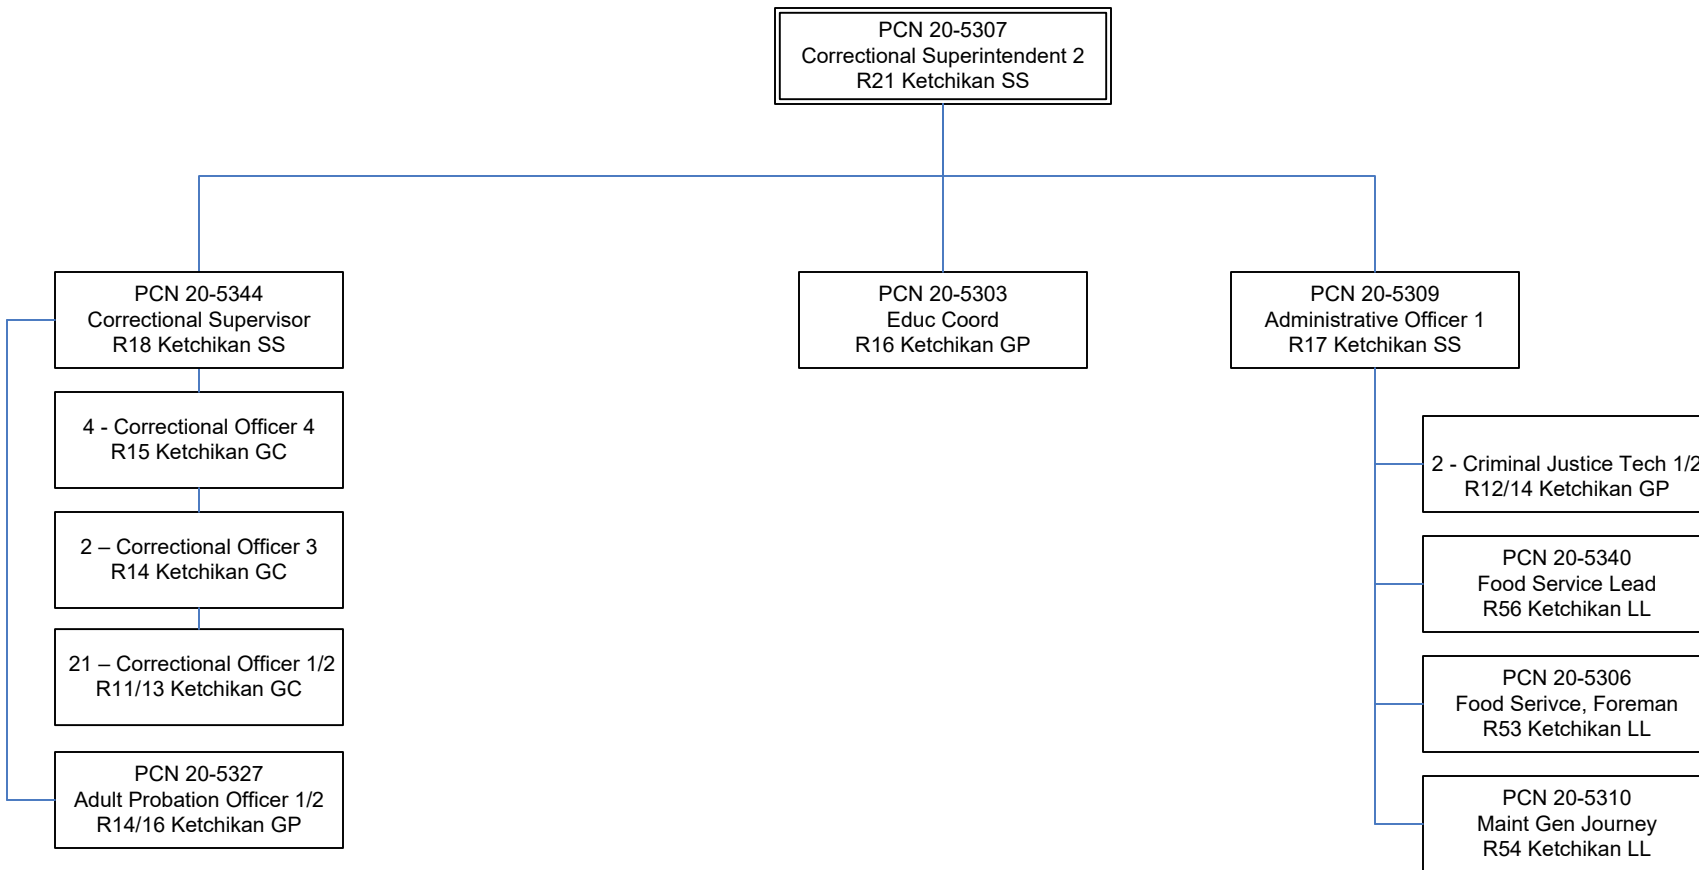 PCN 20-5307
Correctional Superintendent 2
R21 Ketchikan SS
PCN 20-5344
Correctional Supervisor
R18 Ketchikan SS
4 - Correctional Officer 4
R15 Ketchikan GC
2 – Correctional Officer 3
R14 Ketchikan GC
21 – Correctional Officer 1/2
R11/13 Ketchikan GC
PCN 20-5327
Adult Probation Officer 1/2
R14/16 Ketchikan GP
PCN 20-5303
Educ Coord
R16 Ketchikan GP
PCN 20-5309
Administrative Officer 1
R17 Ketchikan SS
2 - Criminal Justice Tech 1/2
R12/14 Ketchikan GP
PCN 20-5340
Food Service Lead
R56 Ketchikan LL
PCN 20-5306
Food Serivce, Foreman
R53 Ketchikan LL
PCN 20-5310
Maint Gen Journey
R54 Ketchikan LL